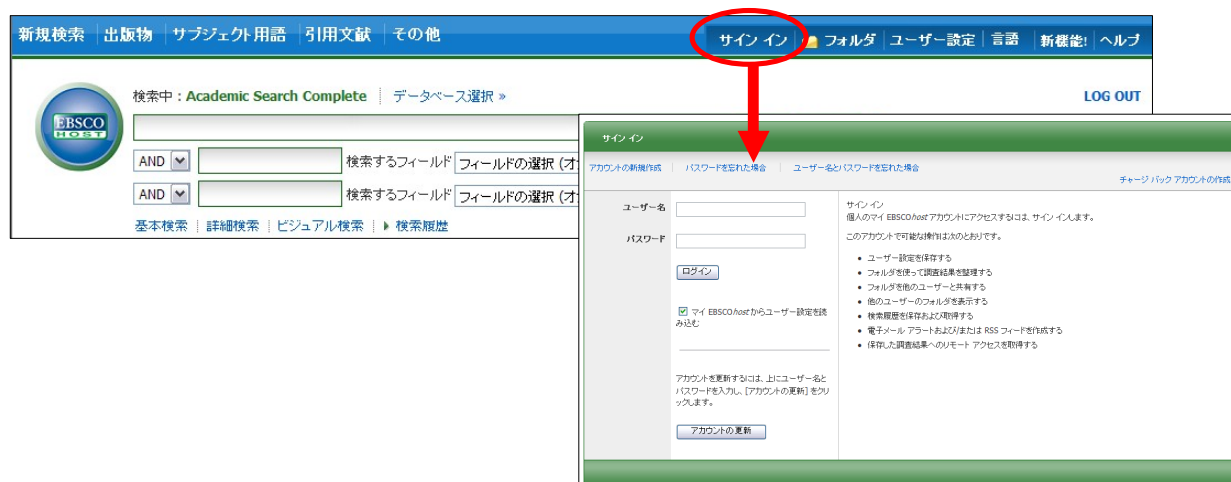 新規検索 出版物 サブジェクト用語 引用文献 その他 サイン イン フォルダ ユーザー設定 言語 新機能! ヘルプ
検索中：Academic Search Complete データベース選択 »
LOG OUT
EBSCO
HOST
AND 検索するフィールド フィールドの選択 (オ
AND 検索するフィールド フィールドの選択 (オ
基本検索 詳細検索 ビジュアル検索 検索履歴
サイン イン
アカウントの新規作成 パスワードを忘れた場合 ユーザー名とパスワードを忘れた場合
チャージ バック アカウントの作成
ユーザー名
パスワード
ログイン
マイ EBSCOhost からユーザー設定を読
み込む
アカウントを更新するには、上にユーザー名と
パスワードを入力し、[アカウントの更新] をクリ
ックします。
アカウントの更新
サイン イン
個人のマイ EBSCOhost アカウントにアクセスするには、サイン インします。
このアカウントで可能な操作は次のとおりです。
• ユーザー設定を保存する
• フォルダを使って調査結果を整理する
• フォルダを他のユーザーと共有する
• 他のユーザーのフォルダを表示する
• 検索履歴を保存および取得する
• 電子メール アラートおよび/または RSS フィードを作成する
• 保存した調査結果へのリモート アクセスを取得する